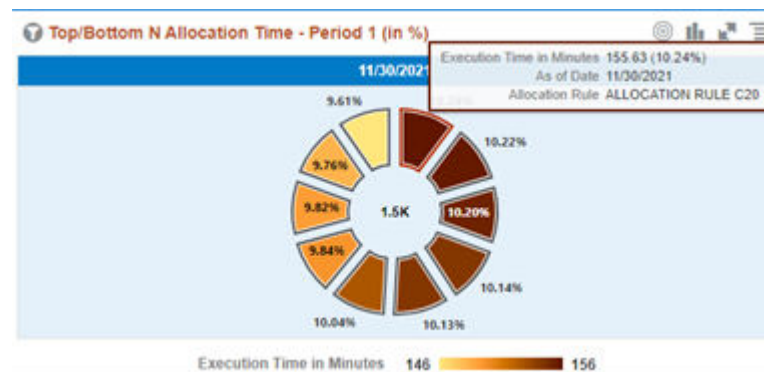 Top/Bottom N Allocation Time - Period 1 (in %)
Execution Time in Minutes 155.63 (10.24%)
11/30/2021
As of Date 11/30/2021
Allocation Rule ALLOCATION RULE C20
9.61%
10.22%
9.76%
9.82%
1.5K
10.20%
9.84%
10.14%
10.04%
10.13%
Execution Time in Minutes 146 156